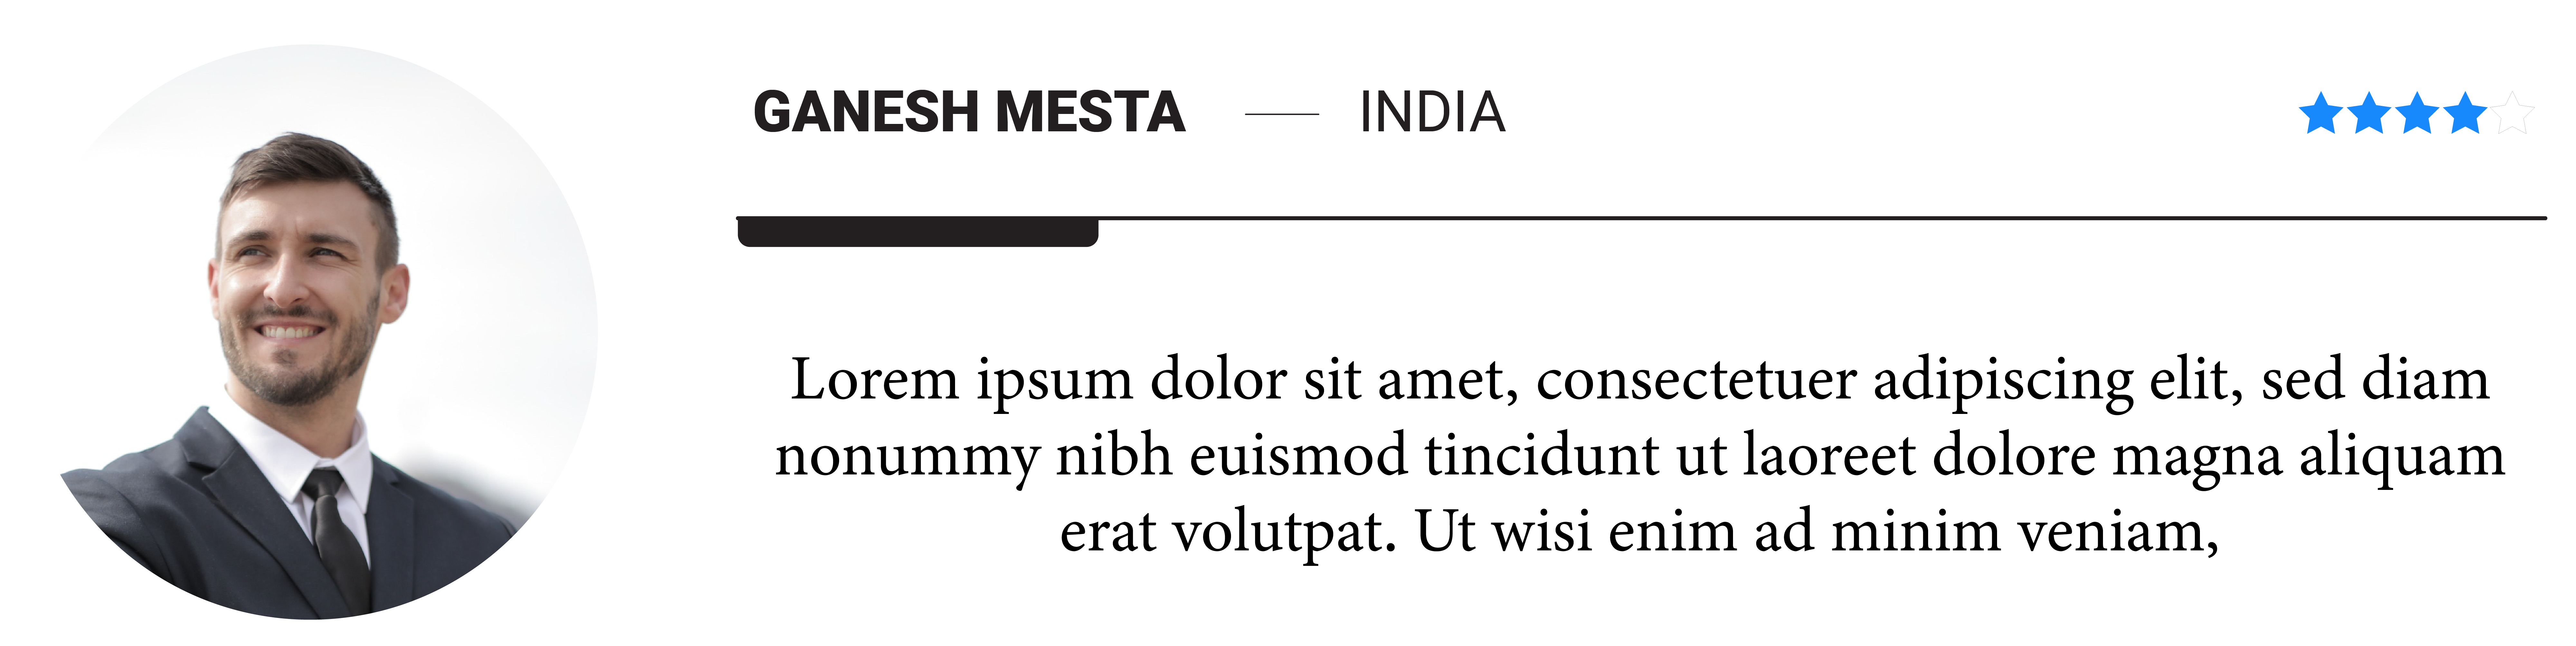 GANESH MESTA — INDIA
Lorem ipsum dolor sit amet, consectetuer adipiscing elit, sed diam
nonummy nibh euismod tincidunt ut laoreet dolore magna aliquam
erat volutpat. Ut wisi enim ad minim veniam,